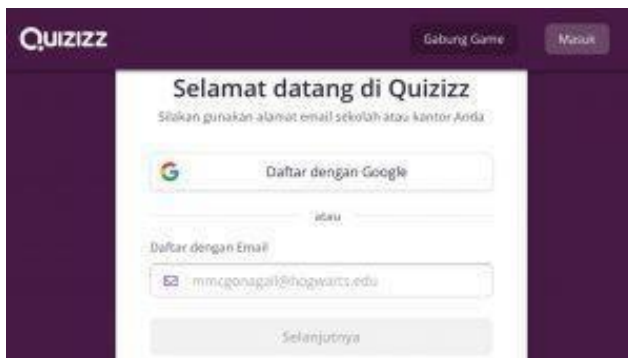 Quizizz
Gabung Game
Masuk
Selamat datang di Quizizz
Silakan gunakan alamat email sekolah atau kantor Anda
Daftar dengan Google
atau
Daftar dengan Email
mmcgonagall@hogwarts.edu
Selanjutnya